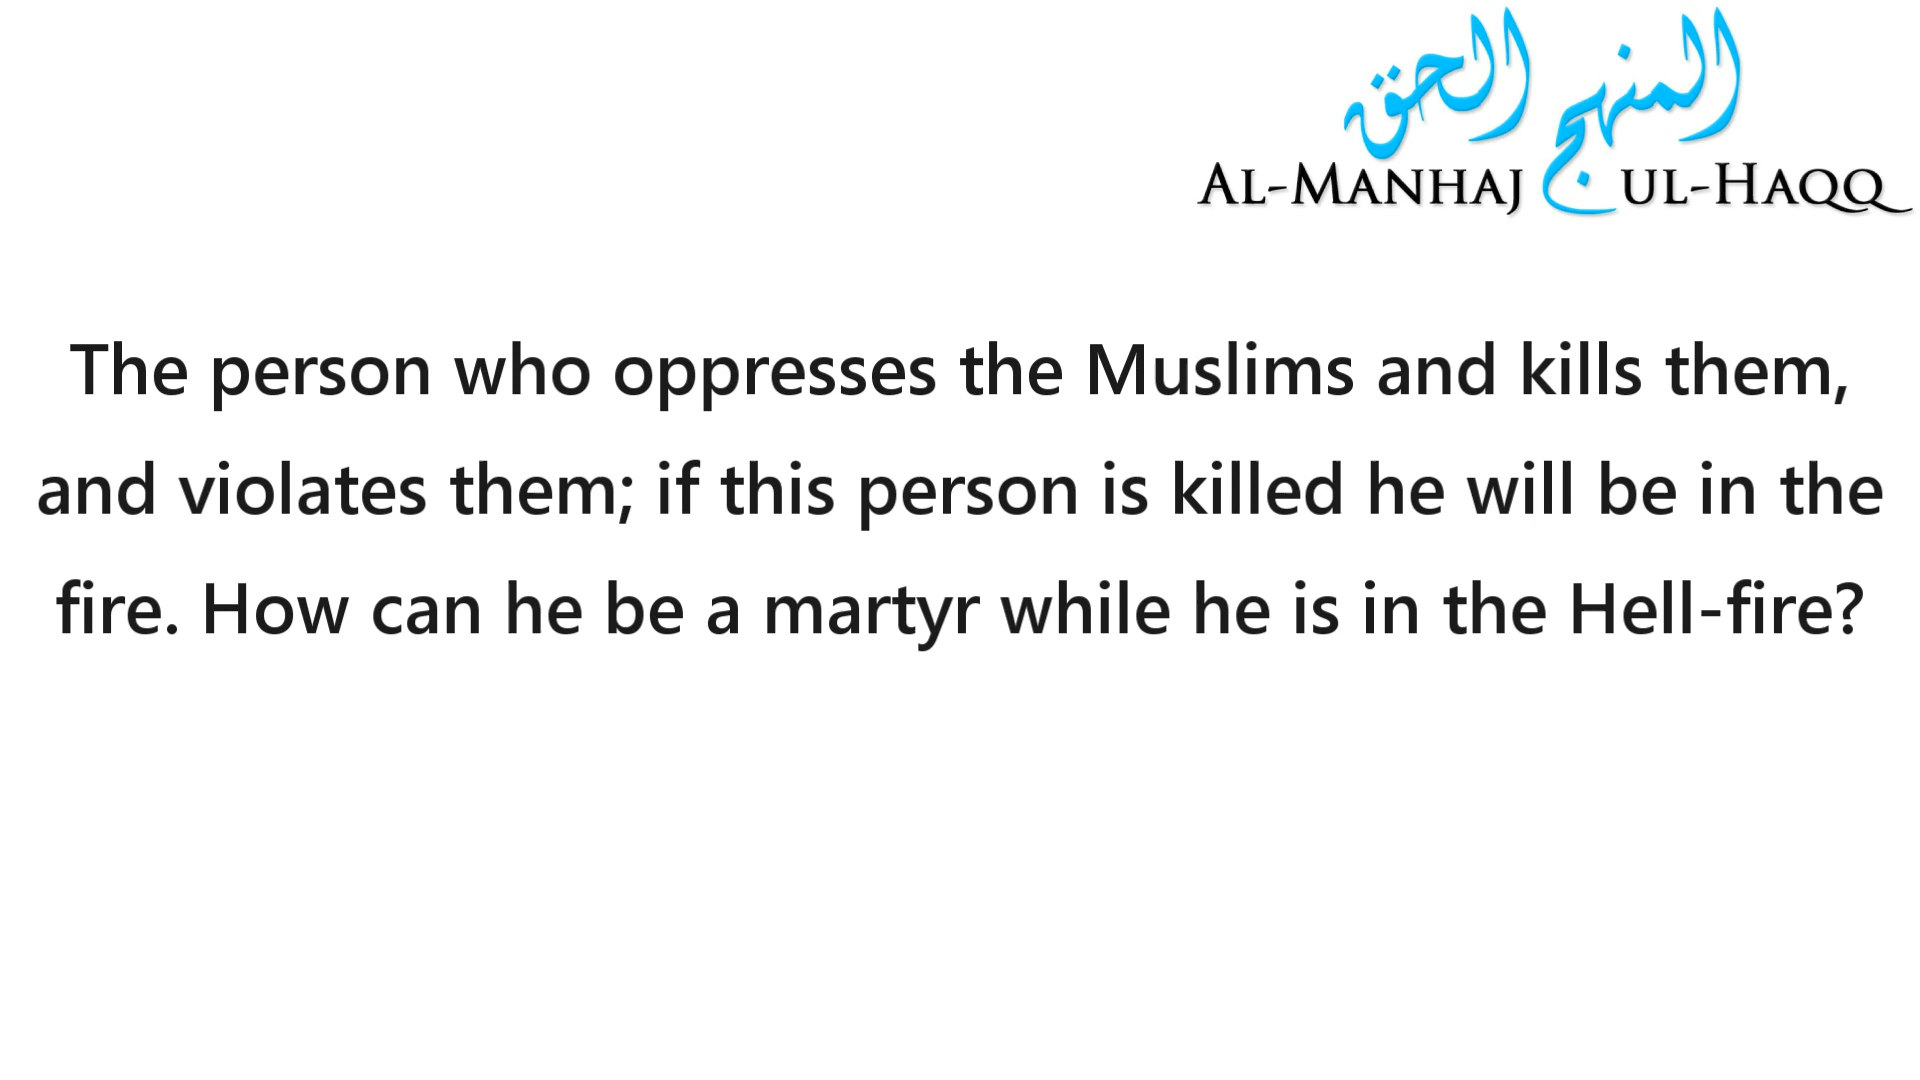 المنهج الحق
AL-MANHAJ UL-HAQQ
The person who oppresses the Muslims and kills them,
and violates them; if this person is killed he will be in the
fire. How can he be a martyr while he is in the Hell-fire?